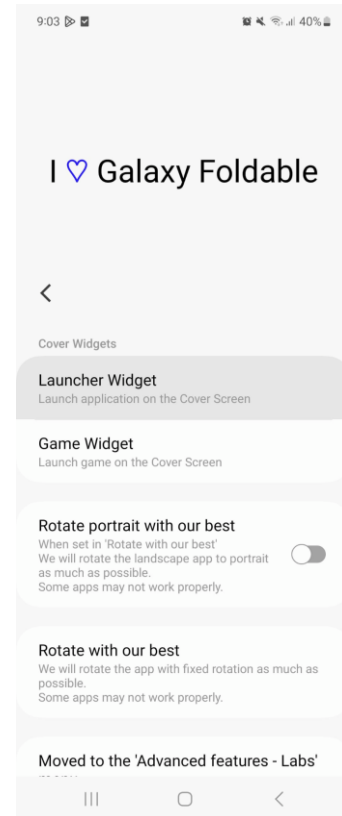 9:03
40%
I ♡ Galaxy Foldable
Cover Widgets
Launcher Widget
Launch application on the Cover Screen
Game Widget
Launch game on the Cover Screen
Rotate portrait with our best
When set in 'Rotate with our best'
We will rotate the landscape app to portrait
as much as possible.
Some apps may not work properly.
Rotate with our best
We will rotate the app with fixed rotation as much as
possible.
Some apps may not work properly.
Moved to the 'Advanced features - Labs'